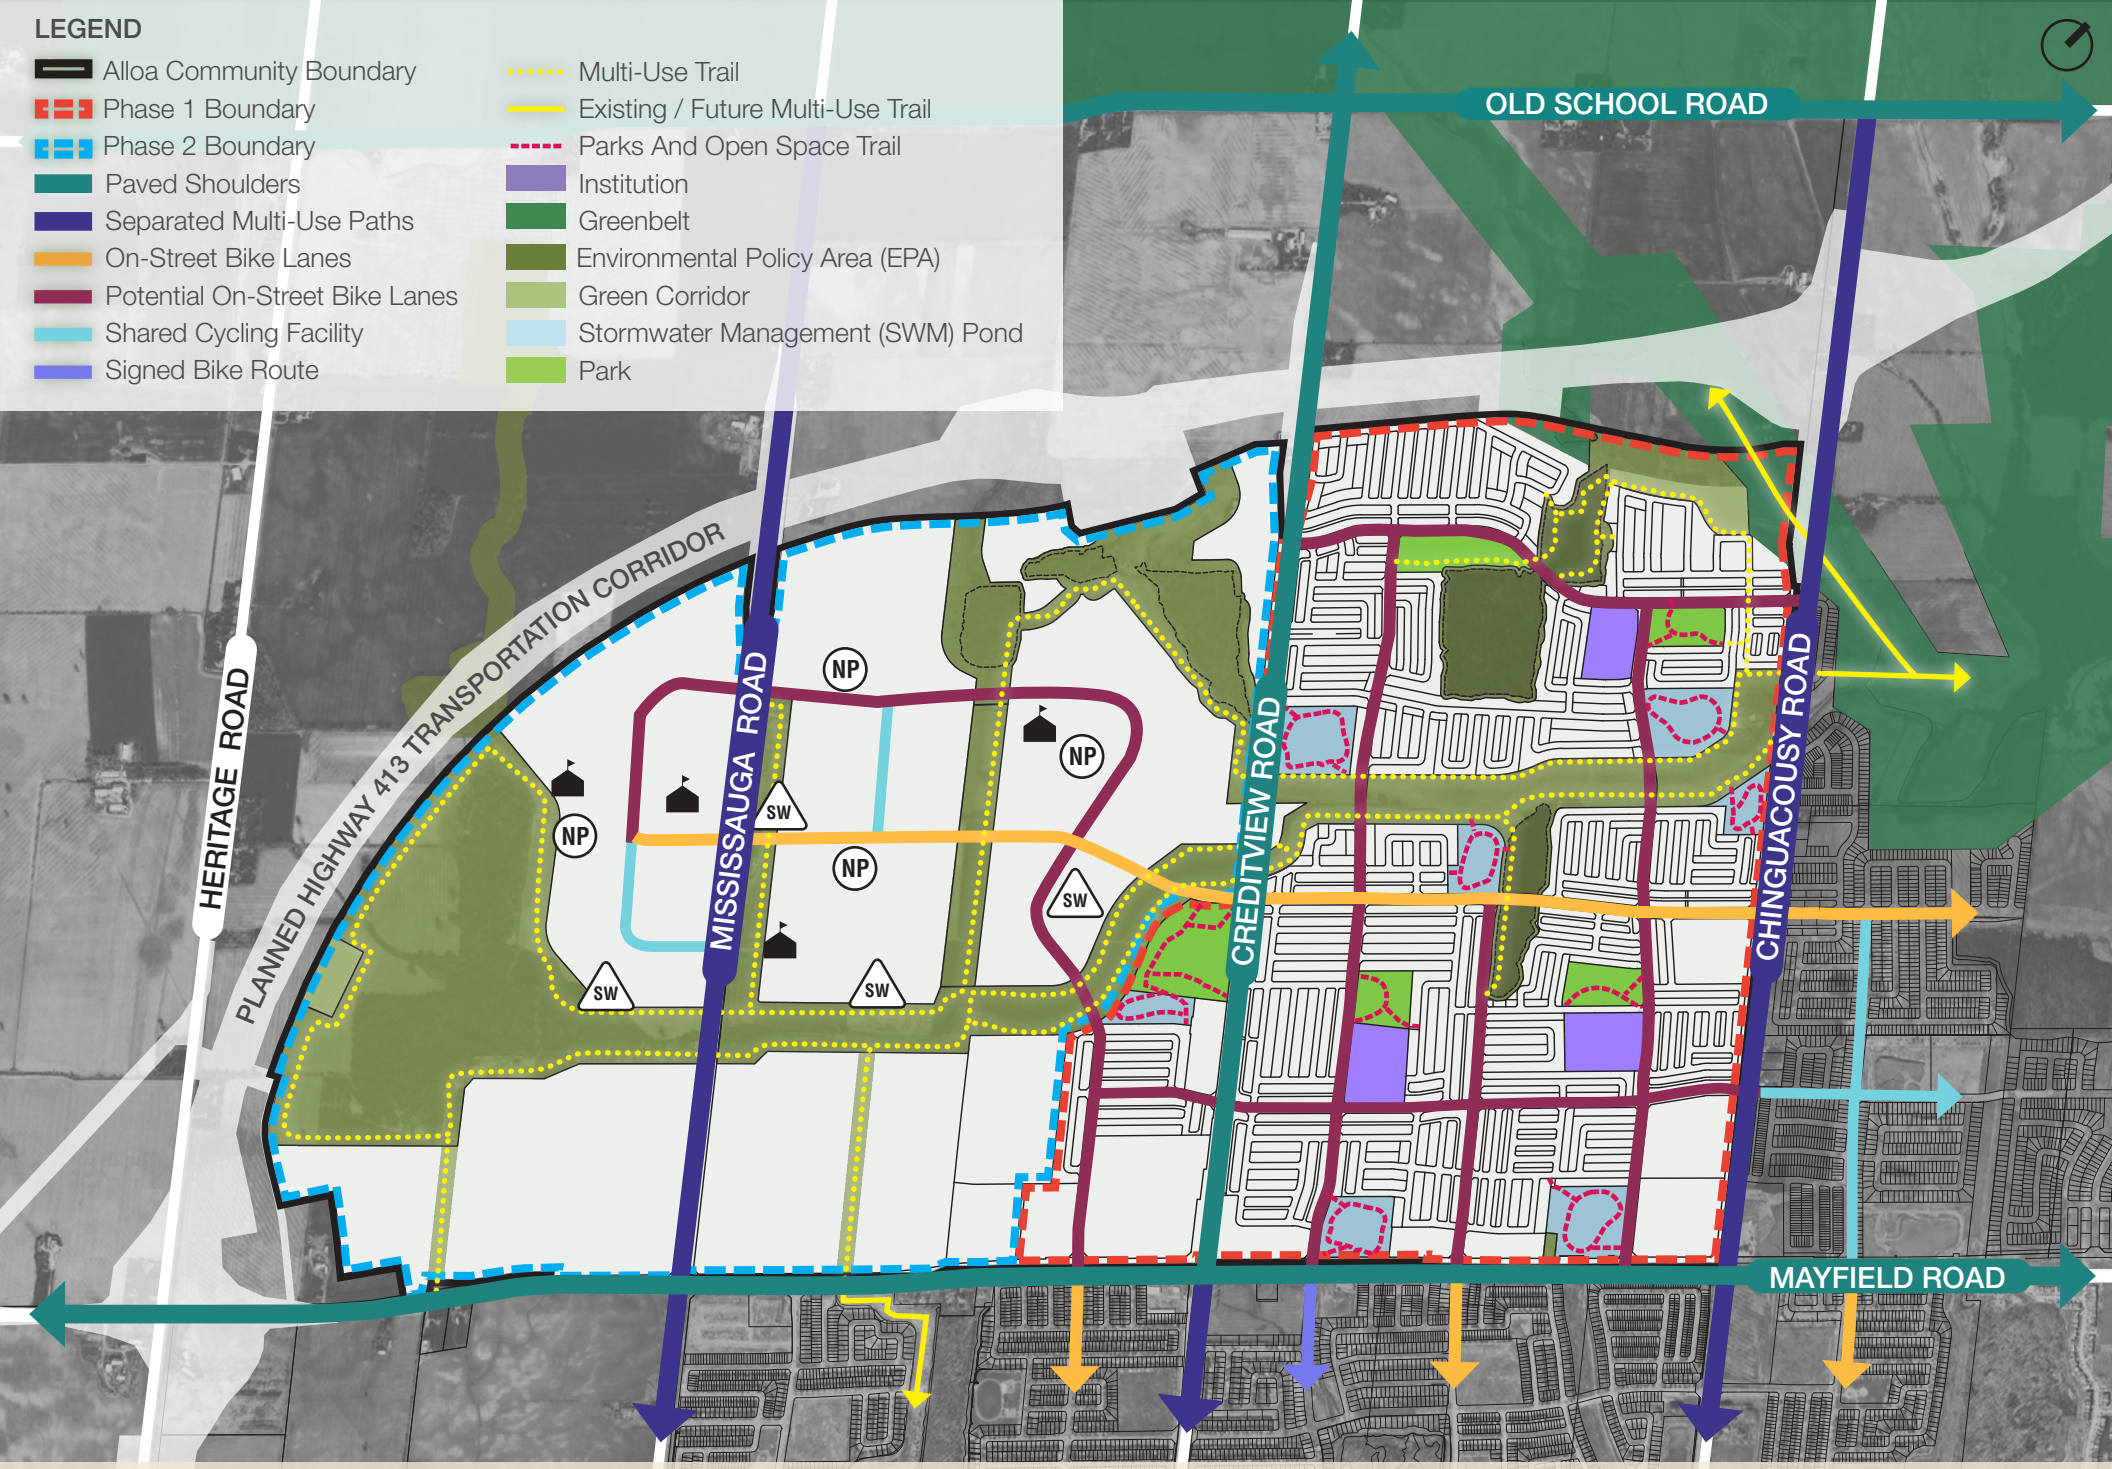 LEGEND
Alloa Community Boundary
Phase 1 Boundary
Phase 2 Boundary
Paved Shoulders
Separated Multi-Use Paths
On-Street Bike Lanes
Potential On-Street Bike Lanes
Shared Cycling Facility
Signed Bike Route
Multi-Use Trail
Existing / Future Multi-Use Trail
Parks And Open Space Trail
Institution
Greenbelt
Environmental Policy Area (EPA)
Green Corridor
Stormwater Management (SWM) Pond
Park
OLD SCHOOL ROAD
PLANNED HIGHWAY 413 TRANSPORTATION CORRIDOR
HERITAGE ROAD
MISSISSAUGA ROAD
CREDITVIEW ROAD
CHINGUACOUSY ROAD
NP
NP
SW
NP
NP
SW
SW
SW
MAYFIELD ROAD